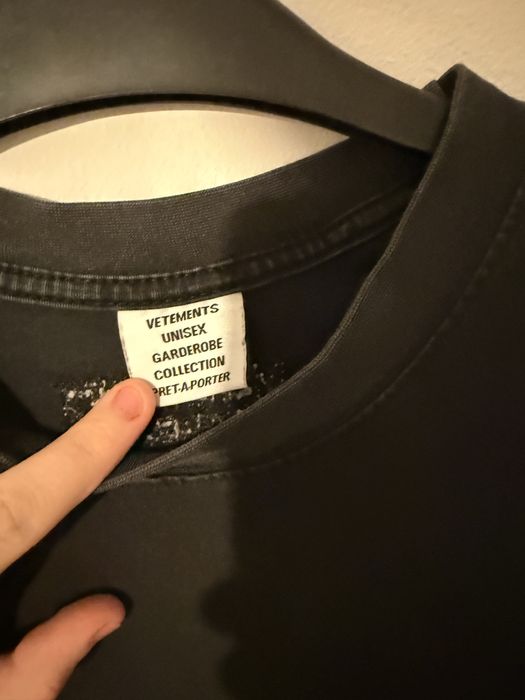 VETEMENTS
UNISEX
GARDEROBE
COLLECTION
PRET-A-PORTER